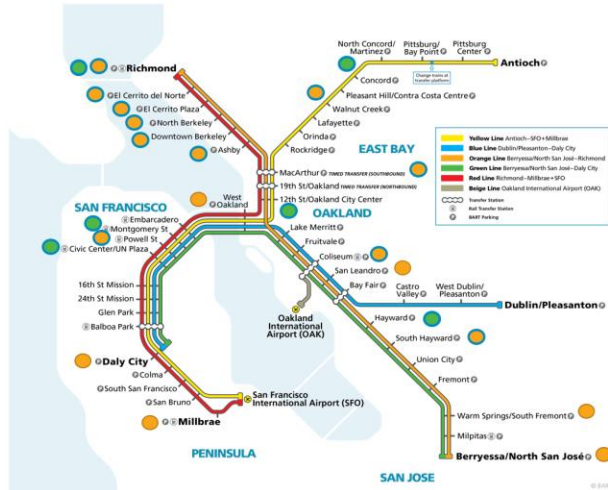 North Concord/
Martinez
Pittsburg/
Bay Point
Pittsburg
Center
Antioch
Change trains at
transfer platform
Richmond
El Cerrito del Norte
El Cerrito Plaza
North Berkeley
Downtown Berkeley
Ashby
Concord
Pleasant Hill/Contra Costa Centre
Walnut Creek
Lafayette
Orinda
Rockridge
EAST BAY
Yellow Line Antioch–SFO+Millbrae
Blue Line Dublin/Pleasanton–Daly City
Orange Line Berryessa/North San José–Richmond
Green Line Berryessa/North San José–Daly City
Red Line Richmond–Millbrae+SFO
Beige Line Oakland International Airport (OAK)
Transfer Station
Rail Transfer Station
BART Parking
MacArthur TIMED TRANSFER (SOUTHBOUND)
19th St/Oakland TIMED TRANSFER (NORTHBOUND)
12th St/Oakland City Center
West
Oakland
SAN FRANCISCO
OAKLAND
Embarcadero
Montgomery St
Powell St
Civic Center/UN Plaza
Lake Merritt
Fruitvale
Coliseum
San Leandro
Bay Fair
Castro
Valley
West Dublin/
Pleasanton
Dublin/Pleasanton
16th St Mission
24th St Mission
Glen Park
Balboa Park
Oakland
International
Airport (OAK)
Hayward
South Hayward
Union City
Fremont
Daly City
Colma
South San Francisco
San Bruno
San Francisco
International Airport (SFO)
Millbrae
Warm Springs/South Fremont
Milpitas
Berryessa/North San José
PENINSULA
SAN JOSE